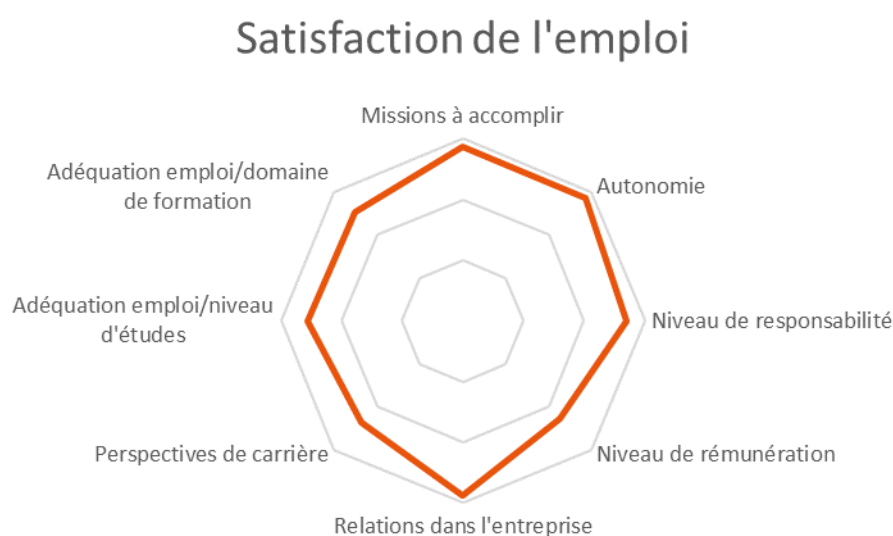 Satisfaction de l'emploi
Missions à accomplir
Adéquation emploi/domaine
de formation
Autonomie
Adéquation emploi/niveau
d'études
Niveau de responsabilité
Perspectives de carrière
Niveau de rémunération
Relations dans l'entreprise